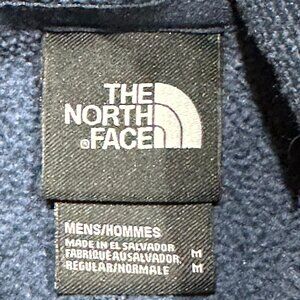 THE
NORTH
®FACE
MENS/HOMMES
MADE IN EL SALVADOR
FABRIQUÉ AU SALVADOR
REGULAR/NORMALE
M
M